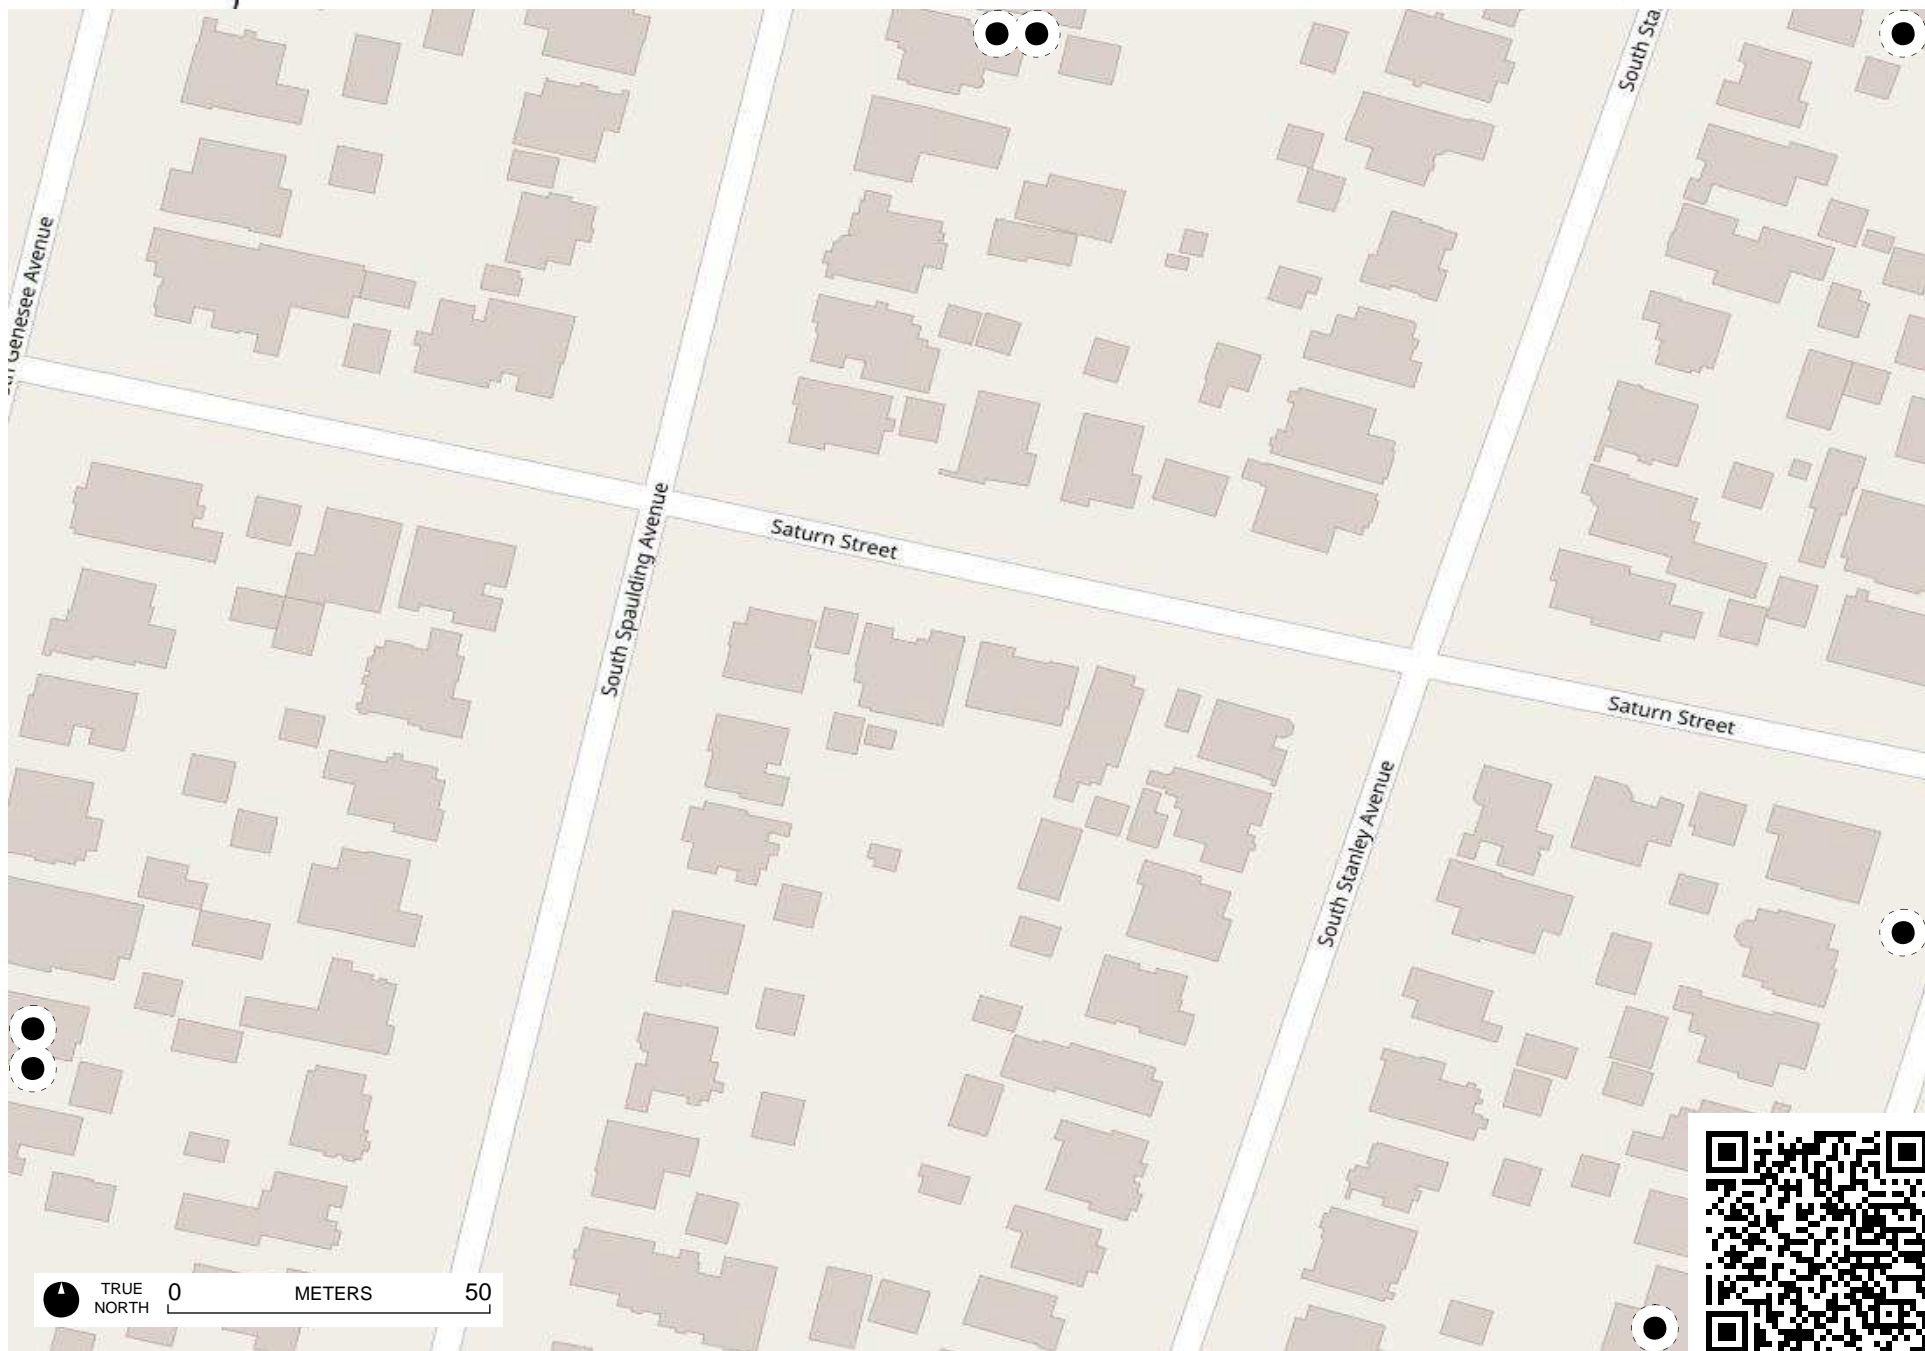 South Sta
Genesee Avenue
South Spaulding Avenue
Saturn Street
South Stanley Avenue
Saturn Street
TRUE
NORTH
0 METERS 50